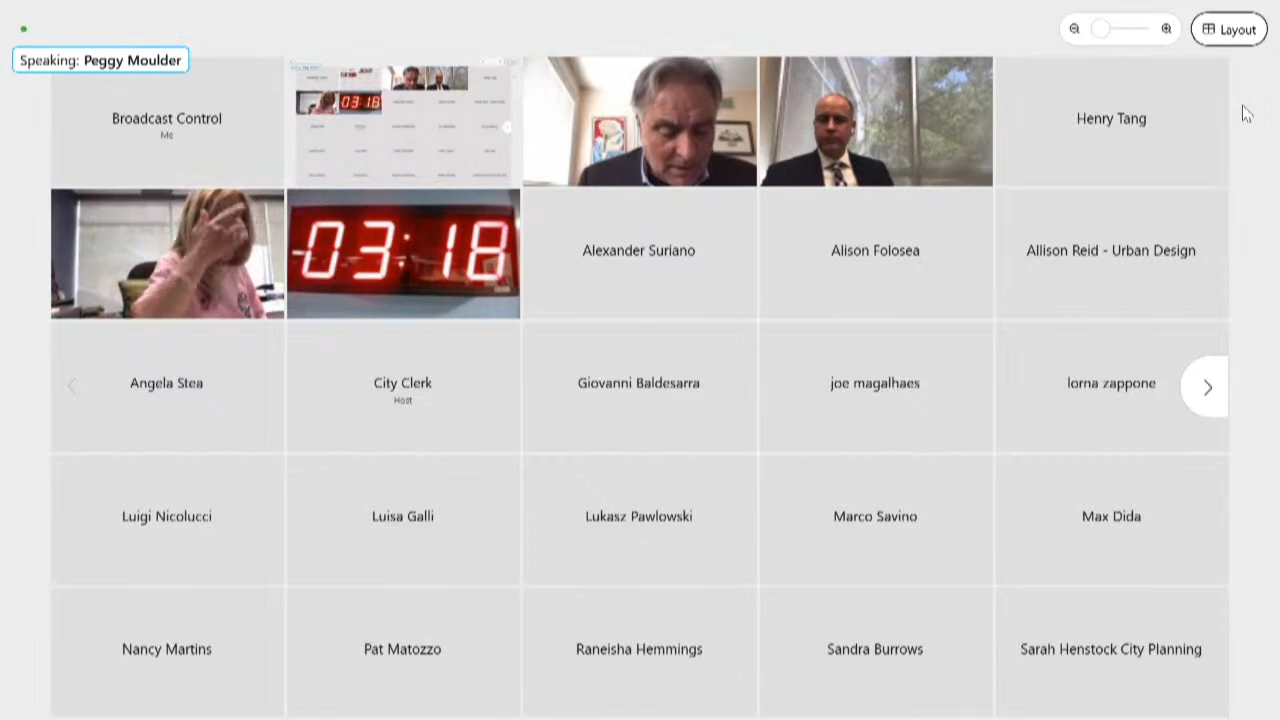 Layout
Speaking: Peggy Moulder
Broadcast Control
Me
03:18
Henry Tang
-03:18
Alexander Suriano
Alison Folosea
Allison Reid - Urban Design
Angela Stea
City Clerk
Host
Giovanni Baldesarra
joe magalhaes
lorna zappone
Luigi Nicolucci
Luisa Galli
Lukasz Pawlowski
Marco Savino
Max Dida
Nancy Martins
Pat Matozzo
Raneisha Hemmings
Sandra Burrows
Sarah Henstock City Planning